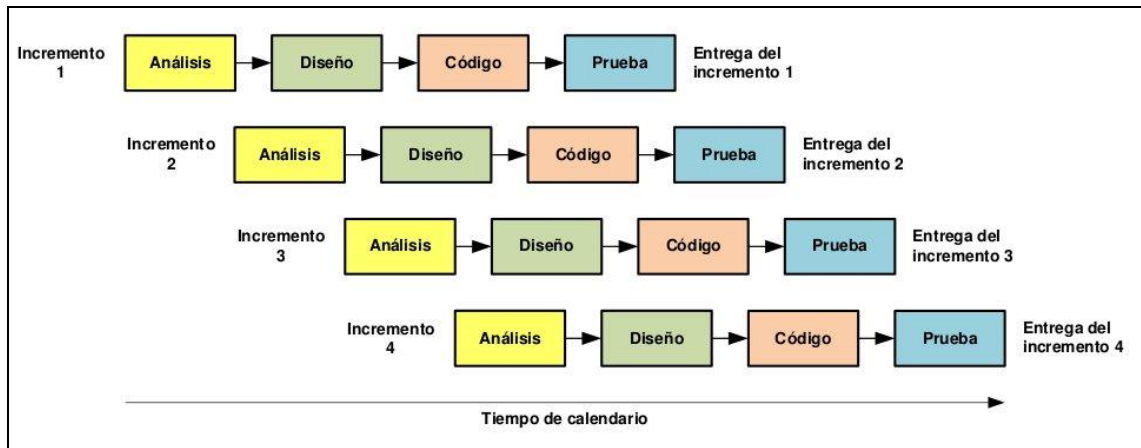 Incremento
1
Análisis
Diseño
Código
Prueba
Entrega del
incremento 1
Incremento
2
Análisis
Diseño
Código
Prueba
Entrega del
incremento 2
Incremento
3
Análisis
Diseño
Código
Prueba
Entrega del
incremento 3
Incremento
4
Análisis
Diseño
Código
Prueba
Entrega del
incremento 4
Tiempo de calendario